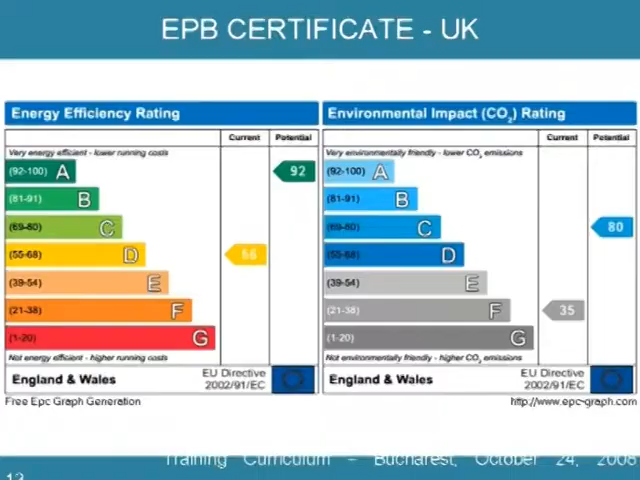 EPB CERTIFICATE - UK
Energy Efficiency Rating
Current Potential
Very energy efficient - lower running costs
(92-100) A 92
(81-91) B
(69-80) C
(55-68) D
(39-54) E
(21-38) F
(1-20) G
Not energy efficient - higher running costs
England & Wales
EU Directive
2002/91/EC
Free Epc Graph Generation
Environmental Impact (CO2) Rating
Current Potential
Very environmentally friendly - lower CO2 emissions
(92-100) A
(81-91) B
(69-80) C 80
(55-68) D
(39-54) E
(21-38) F 35
(1-20) G
Not environmentally friendly - higher CO2 emissions
England & Wales
EU Directive
2002/91/EC
http://www.epc-graph.com
Training Curriculum – Bucharest, October 24, 2008
13